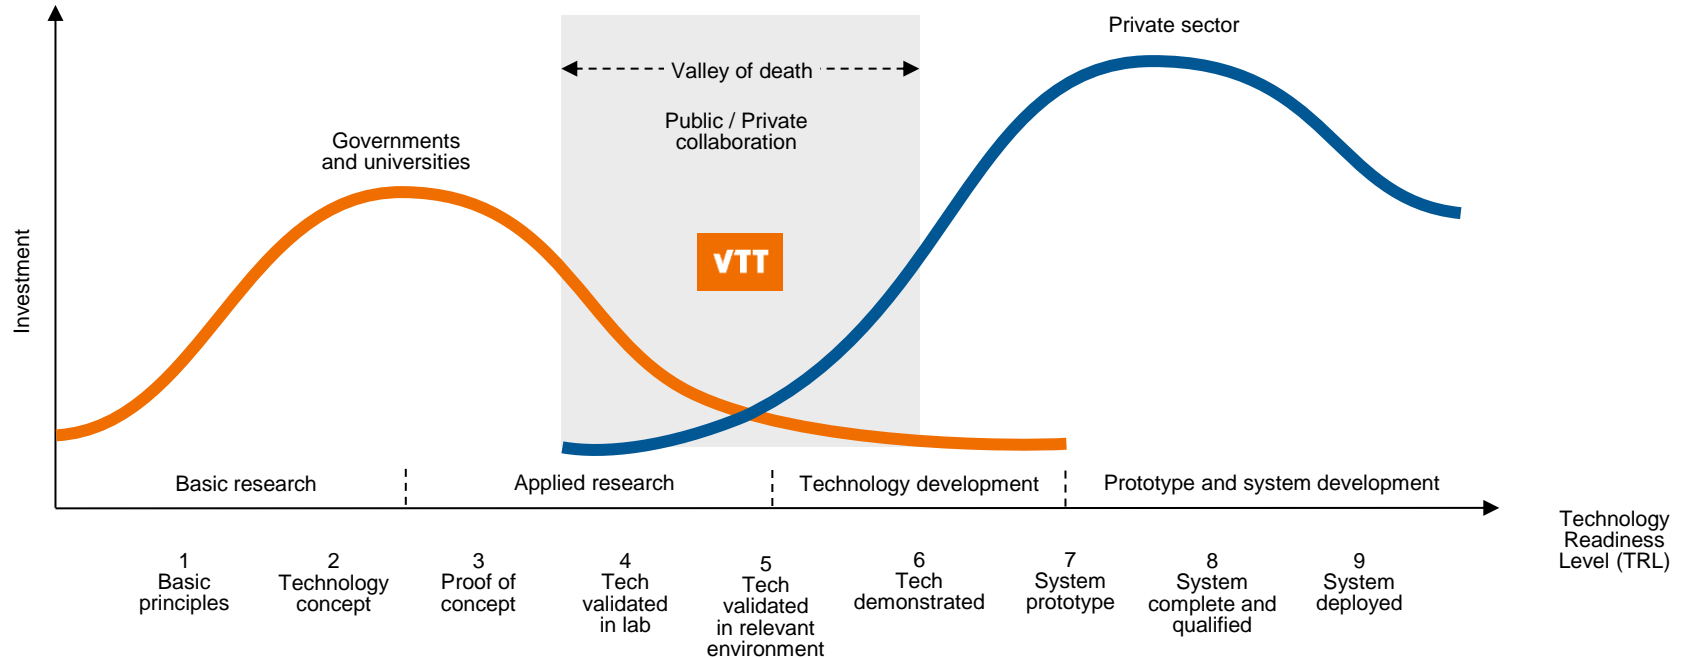 Private sector
Valley of death
Public / Private
collaboration
Governments
and universities
VTT
Investment
Basic research
Applied research
Technology development
Prototype and system development
Technology
Readiness
Level (TRL)
1
Basic
principles
2
Technology
concept
3
Proof of
concept
4
Tech
validated
in lab
5
Tech
validated
in relevant
environment
6
Tech
demonstrated
7
System
prototype
8
System
complete and
qualified
9
System
deployed